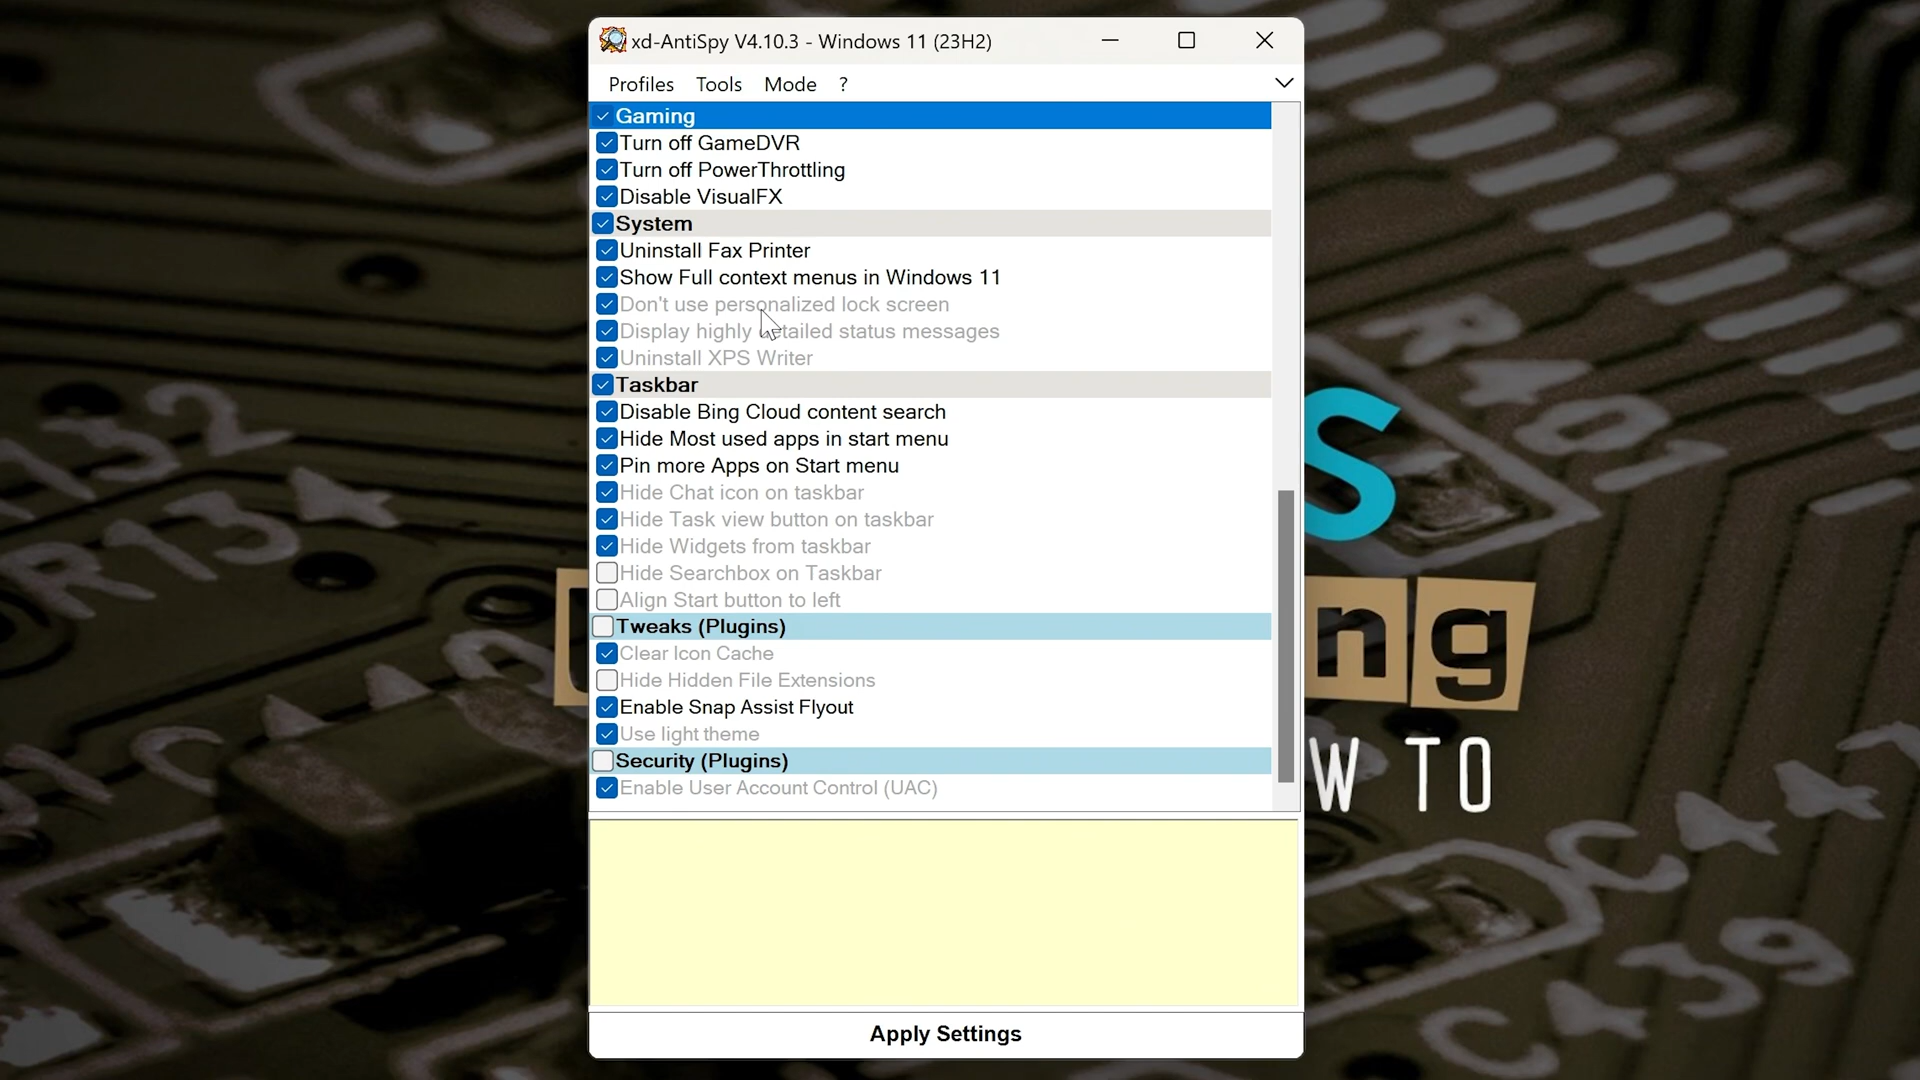 xd-AntiSpy V4.10.3 - Windows 11 (23H2)
Profiles Tools Mode ?
Gaming
Turn off GameDVR
Turn off PowerThrottling
Disable VisualFX
System
Uninstall Fax Printer
Show Full context menus in Windows 11
Don't use personalized lock screen
Display highly detailed status messages
Uninstall XPS Writer
Taskbar
Disable Bing Cloud content search
Hide Most used apps in start menu
Pin more Apps on Start menu
Hide Chat icon on taskbar
Hide Task view button on taskbar
Hide Widgets from taskbar
Hide Searchbox on Taskbar
Align Start button to left
Tweaks (Plugins)
Clear Icon Cache
Hide Hidden File Extensions
Enable Snap Assist Flyout
Use light theme
Security (Plugins)
Enable User Account Control (UAC)
Apply Settings
R401
R134
S
ng
W TO
C39